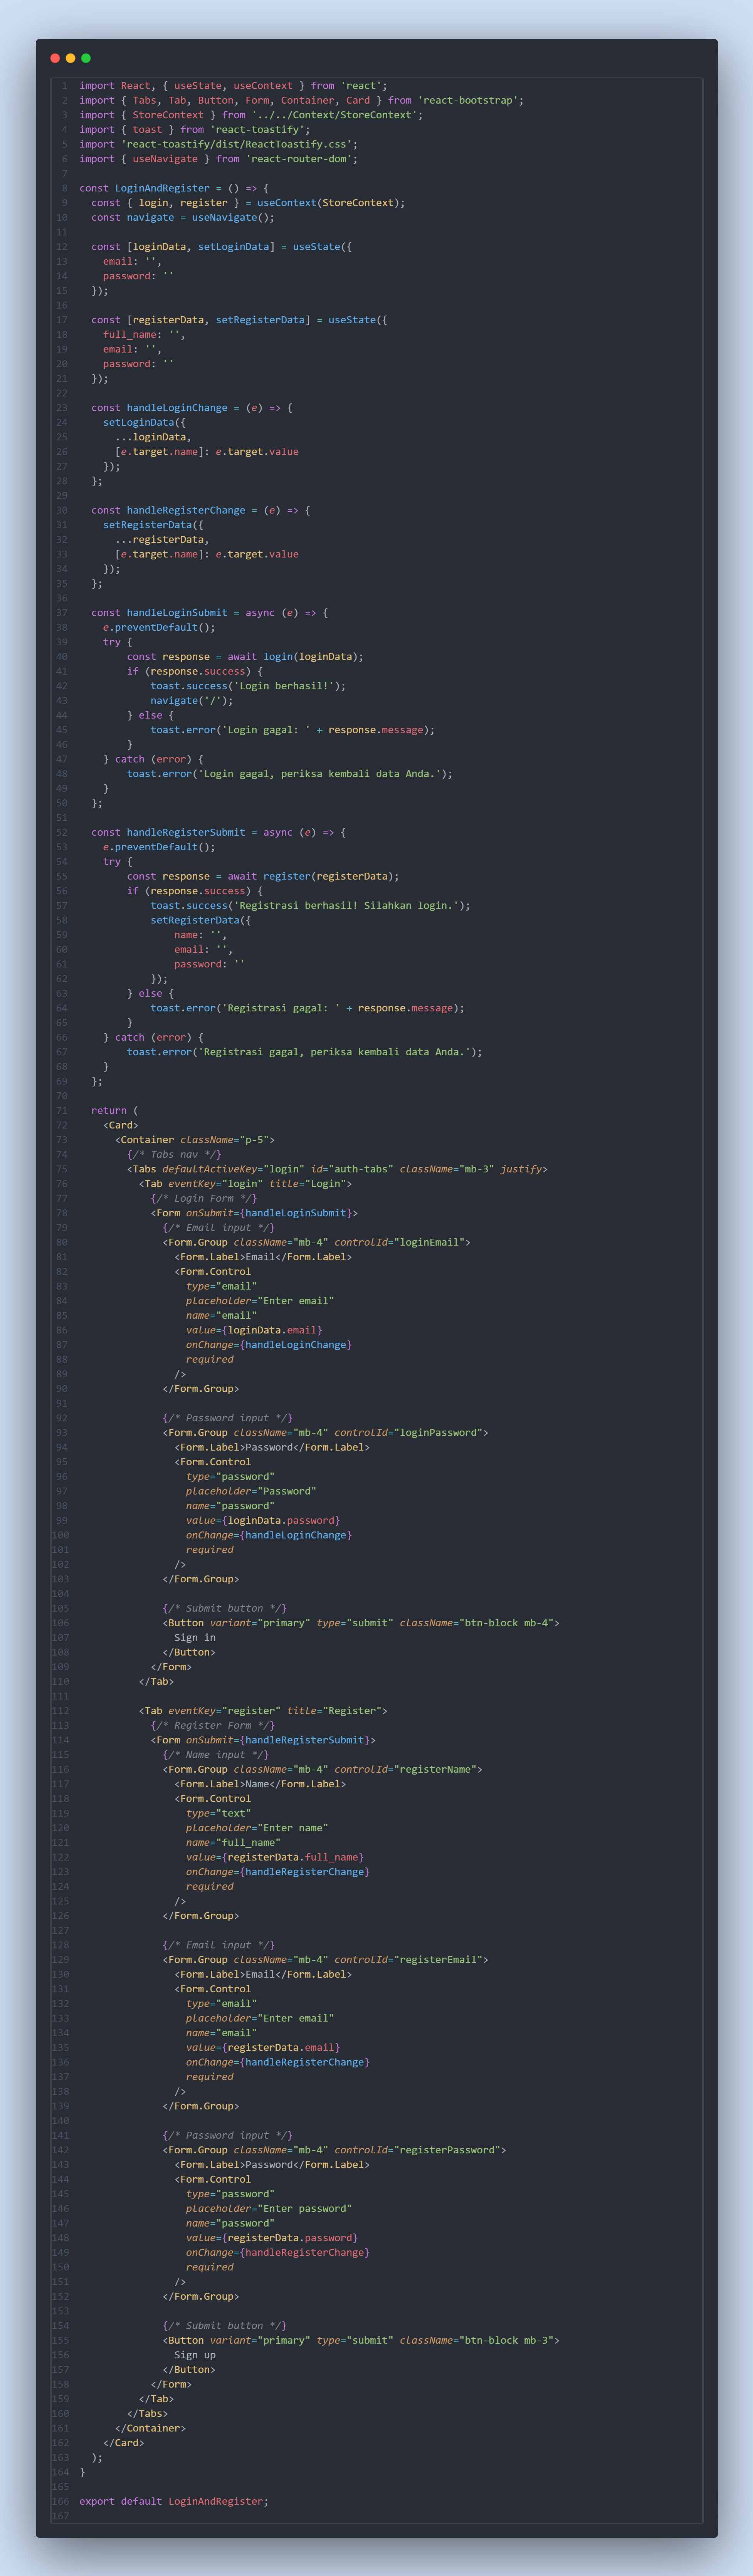 1 import React, { useState, useContext } from 'react';
2 import { Tabs, Tab, Button, Form, Container, Card } from 'react-bootstrap';
3 import { StoreContext } from '../../Context/StoreContext';
4 import { toast } from 'react-toastify';
5 import 'react-toastify/dist/ReactToastify.css';
6 import { useNavigate } from 'react-router-dom';
7
8 const LoginAndRegister = () => {
9   const { login, register } = useContext(StoreContext);
10   const navigate = useNavigate();
11
12   const [loginData, setLoginData] = useState({
13     email: '',
14     password: ''
15   });
16
17   const [registerData, setRegisterData] = useState({
18     full_name: '',
19     email: '',
20     password: ''
21   });
22
23   const handleLoginChange = (e) => {
24     setLoginData({
25       ...loginData,
26       [e.target.name]: e.target.value
27     });
28   };
29
30   const handleRegisterChange = (e) => {
31     setRegisterData({
32       ...registerData,
33       [e.target.name]: e.target.value
34     });
35   };
36
37   const handleLoginSubmit = async (e) => {
38     e.preventDefault();
39     try {
40         const response = await login(loginData);
41         if (response.success) {
42             toast.success('Login berhasil!');
43             navigate('/');
44         } else {
45             toast.error('Login gagal: ' + response.message);
46         }
47     } catch (error) {
48         toast.error('Login gagal, periksa kembali data Anda.');
49     }
50   };
51
52   const handleRegisterSubmit = async (e) => {
53     e.preventDefault();
54     try {
55         const response = await register(registerData);
56         if (response.success) {
57             toast.success('Registrasi berhasil! Silahkan login.');
58             setRegisterData({
59                 name: '',
60                 email: '',
61                 password: ''
62             });
63         } else {
64             toast.error('Registrasi gagal: ' + response.message);
65         }
66     } catch (error) {
67         toast.error('Registrasi gagal, periksa kembali data Anda.');
68     }
69   };
70
71   return (
72     <Card>
73       <Container className="p-5">
74         {/* Tabs nav */}
75         <Tabs defaultActiveKey="login" id="auth-tabs" className="mb-3" justify>
76           <Tab eventKey="login" title="Login">
77             {/* Login Form */}
78             <Form onSubmit={handleLoginSubmit}>
79               {/* Email input */}
80               <Form.Group className="mb-4" controlId="loginEmail">
81                 <Form.Label>Email</Form.Label>
82                 <Form.Control
83                   type="email"
84                   placeholder="Enter email"
85                   name="email"
86                   value={loginData.email}
87                   onChange={handleLoginChange}
88                   required
89                 />
90               </Form.Group>
91
92               {/* Password input */}
93               <Form.Group className="mb-4" controlId="loginPassword">
94                 <Form.Label>Password</Form.Label>
95                 <Form.Control
96                   type="password"
97                   placeholder="Password"
98                   name="password"
99                   value={loginData.password}
100                   onChange={handleLoginChange}
101                   required
102                 />
103               </Form.Group>
104
105               {/* Submit button */}
106               <Button variant="primary" type="submit" className="btn-block mb-4">
107                 Sign in
108               </Button>
109             </Form>
110           </Tab>
111
112           <Tab eventKey="register" title="Register">
113             {/* Register Form */}
114             <Form onSubmit={handleRegisterSubmit}>
115               {/* Name input */}
116               <Form.Group className="mb-4" controlId="registerName">
117                 <Form.Label>Name</Form.Label>
118                 <Form.Control
119                   type="text"
120                   placeholder="Enter name"
121                   name="full_name"
122                   value={registerData.full_name}
123                   onChange={handleRegisterChange}
124                   required
125                 />
126               </Form.Group>
127
128               {/* Email input */}
129               <Form.Group className="mb-4" controlId="registerEmail">
130                 <Form.Label>Email</Form.Label>
131                 <Form.Control
132                   type="email"
133                   placeholder="Enter email"
134                   name="email"
135                   value={registerData.email}
136                   onChange={handleRegisterChange}
137                   required
138                 />
139               </Form.Group>
140
141               {/* Password input */}
142               <Form.Group className="mb-4" controlId="registerPassword">
143                 <Form.Label>Password</Form.Label>
144                 <Form.Control
145                   type="password"
146                   placeholder="Enter password"
147                   name="password"
148                   value={registerData.password}
149                   onChange={handleRegisterChange}
150                   required
151                 />
152               </Form.Group>
153
154               {/* Submit button */}
155               <Button variant="primary" type="submit" className="btn-block mb-3">
156                 Sign up
157               </Button>
158             </Form>
159           </Tab>
160         </Tabs>
161       </Container>
162     </Card>
163   );
164 }
165
166 export default LoginAndRegister;
167